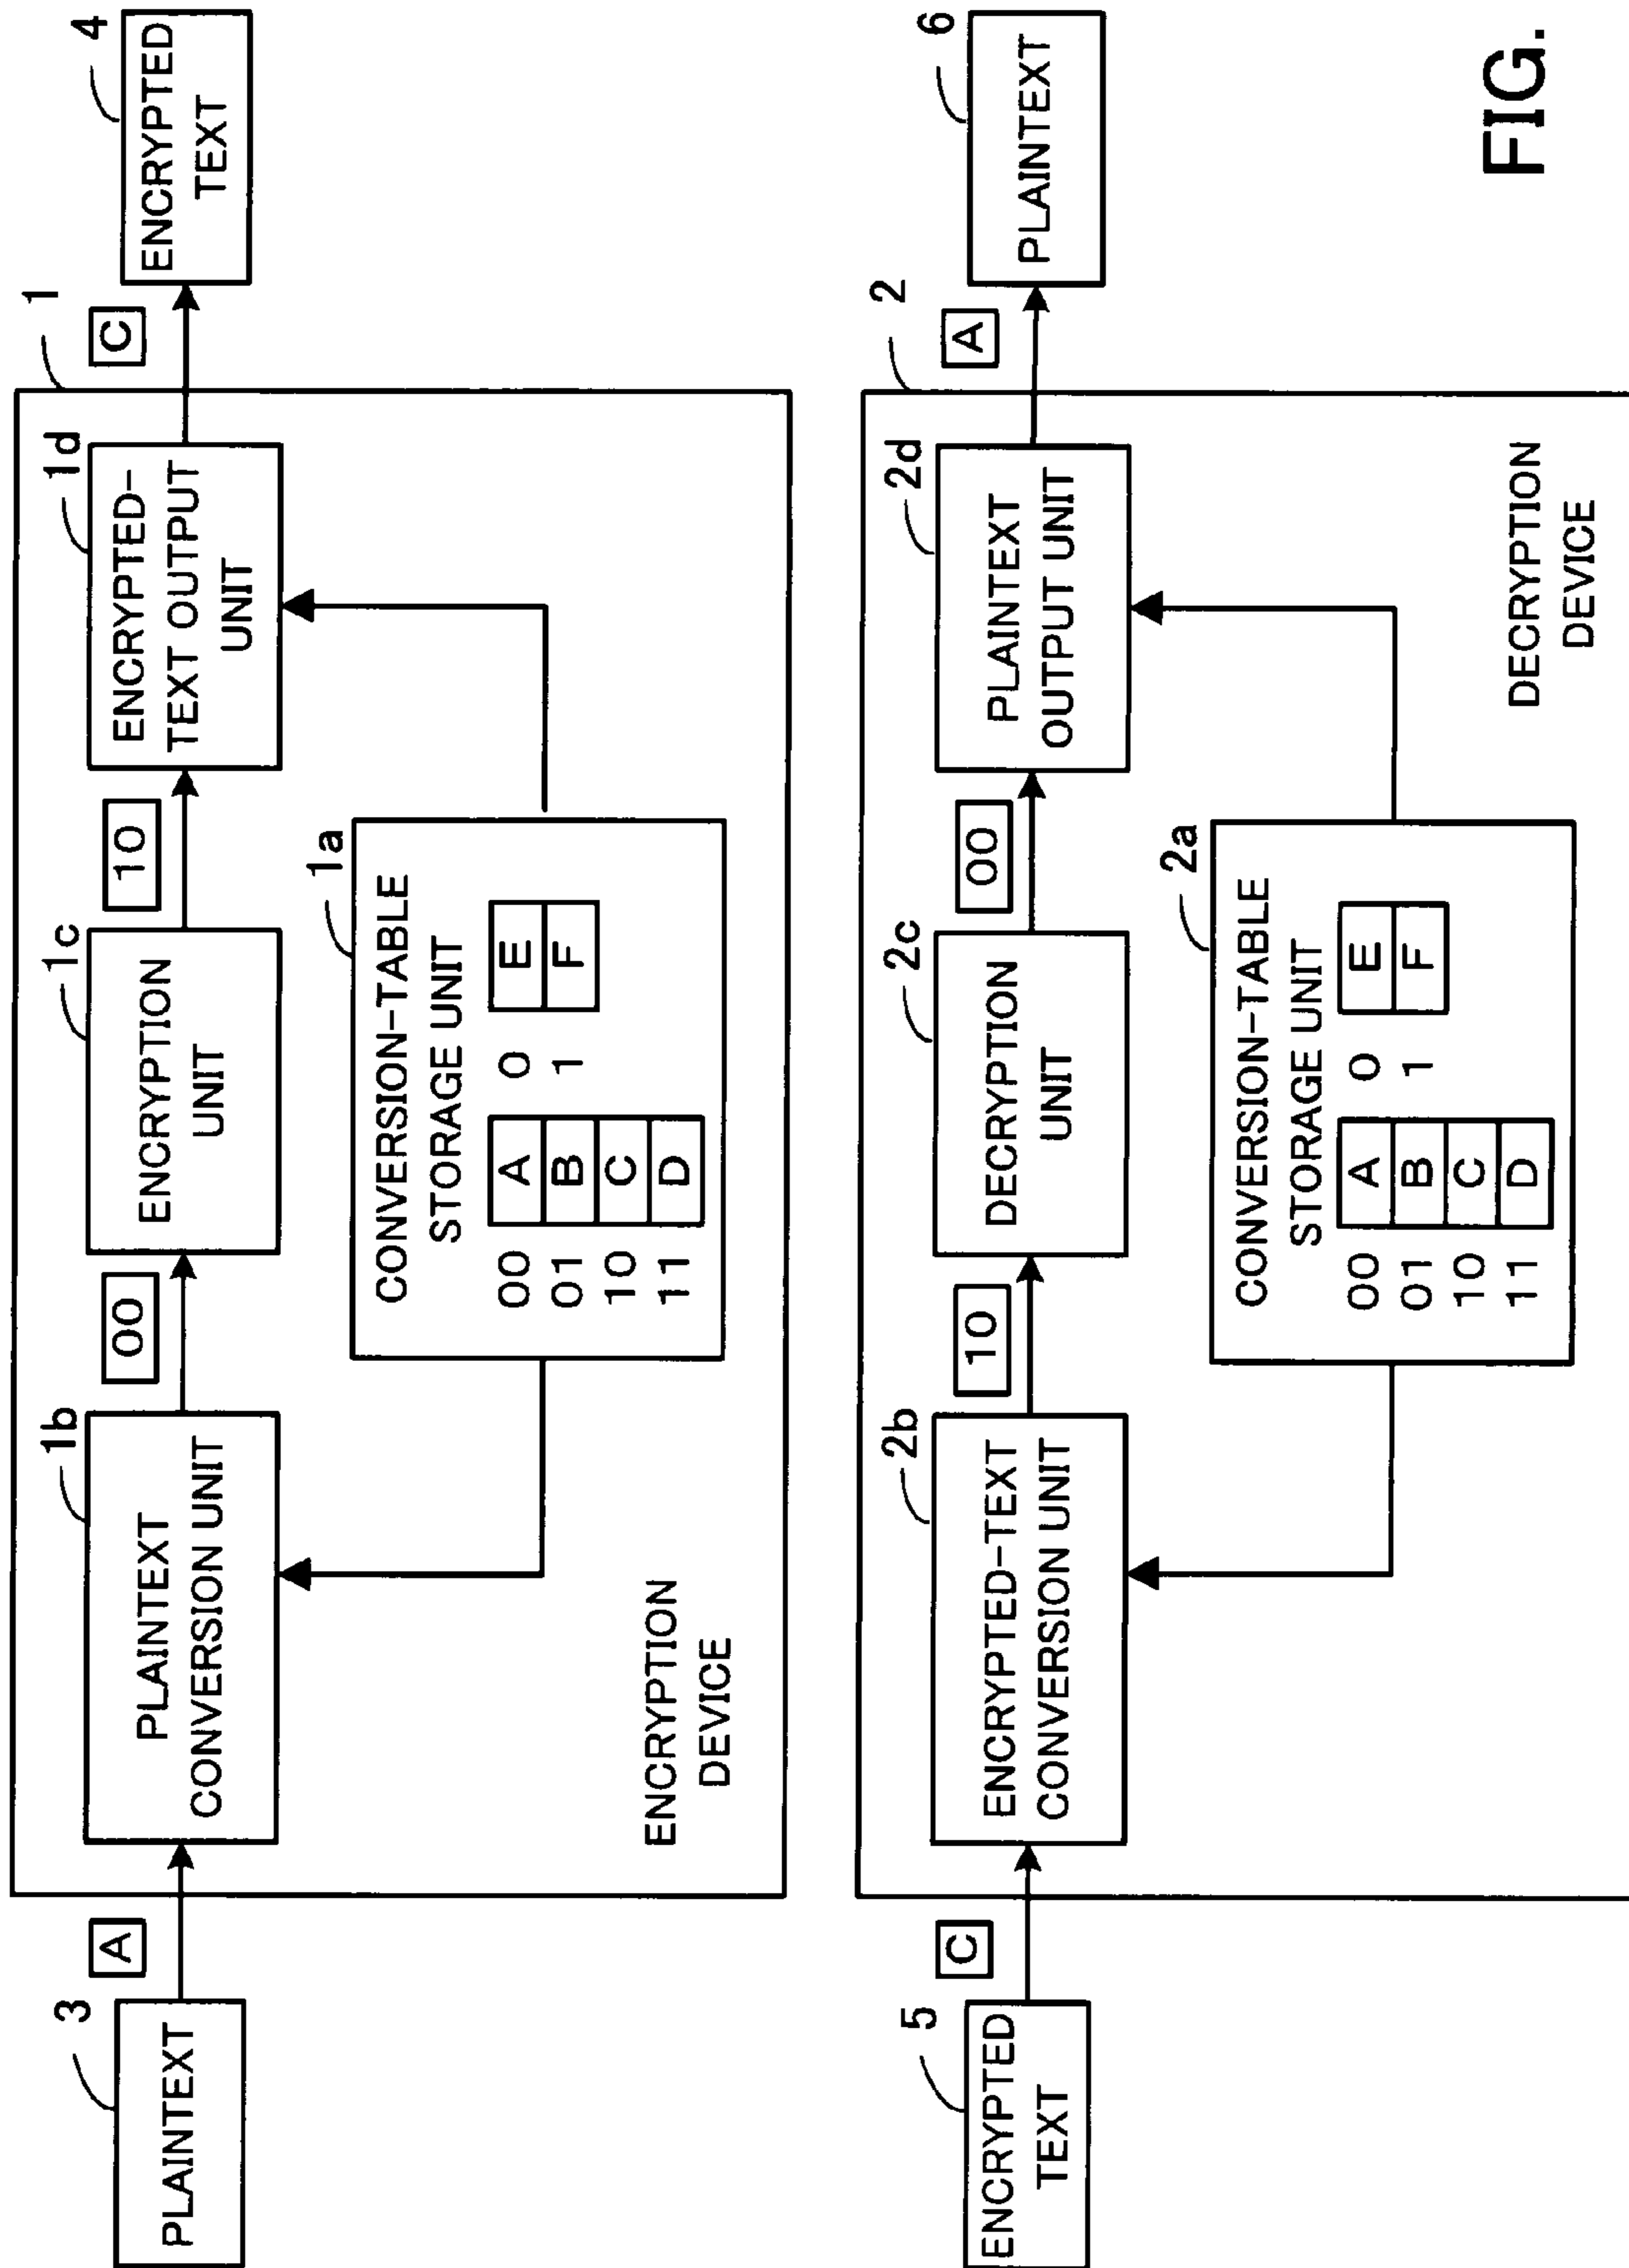 3
PLAINTEXT
A
1
1b
PLAINTEXT
CONVERSION UNIT
00
1c
ENCRYPTION
UNIT
10
1d
ENCRYPTED-
TEXT OUTPUT
UNIT
C
4
ENCRYPTED
TEXT
1a
CONVERSION-TABLE
STORAGE UNIT
00 A 0 E
01 B 1 F
10 C
11 D
ENCRYPTION
DEVICE
5
ENCRYPTED
TEXT
C
2
2b
ENCRYPTED-TEXT
CONVERSION UNIT
10
2c
DECRYPTION
UNIT
00
2d
PLAINTEXT
OUTPUT UNIT
A
6
PLAINTEXT
2a
CONVERSION-TABLE
STORAGE UNIT
00 A 0 E
01 B 1 F
10 C
11 D
DECRYPTION
DEVICE
FIG.